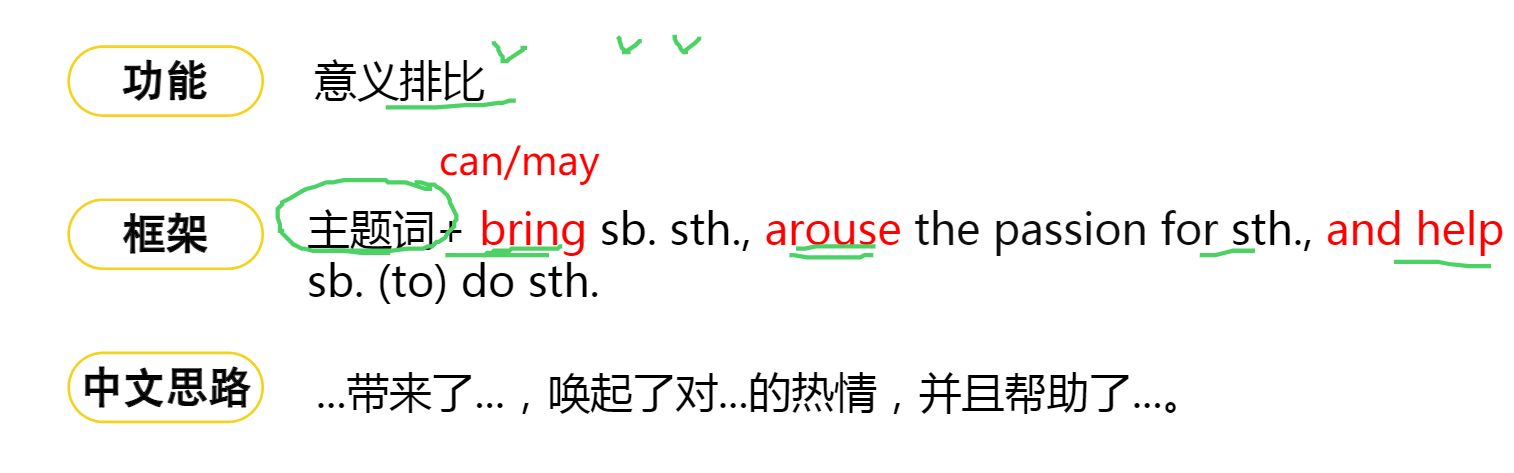 功能 意义排比
can/may
框架 主题词+ bring sb. sth., arouse the passion for sth., and help
sb. (to) do sth.
中文思路 ...带来了...，唤起了对...的热情，并且帮助了...。